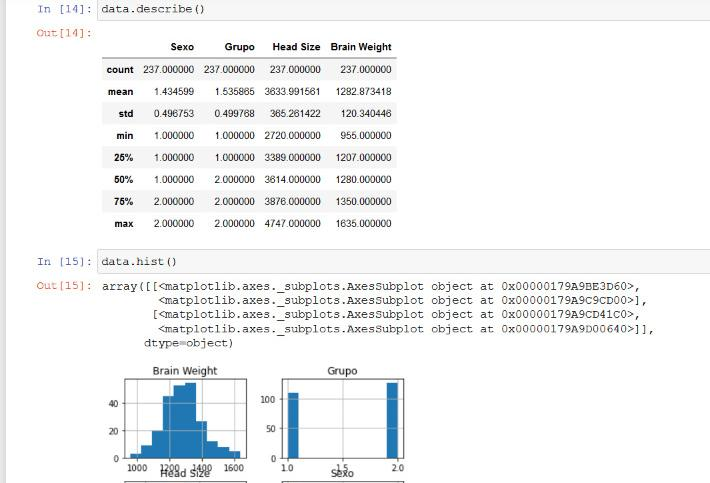 In [14]: data.describe()
Out[14]:
Sexo Grupo Head Size Brain Weight
count 237.000000 237.000000 237.000000 237.000000
mean 1.434599 1.535865 3633.991561 1282.873418
std 0.496753 0.499768 365.261422 120.340446
min 1.000000 1.000000 2720.000000 955.000000
25% 1.000000 1.000000 3389.000000 1207.000000
50% 1.000000 2.000000 3614.000000 1280.000000
75% 2.000000 2.000000 3876.000000 1350.000000
max 2.000000 2.000000 4747.000000 1635.000000
In [15]: data.hist()
Out[15]: array([[<matplotlib.axes._subplots.AxesSubplot object at 0x00000179A9BE3D60>,
<matplotlib.axes._subplots.AxesSubplot object at 0x00000179A9C9CD00>],
[<matplotlib.axes._subplots.AxesSubplot object at 0x00000179A9CD41C0>,
<matplotlib.axes._subplots.AxesSubplot object at 0x00000179A9D00640>]],
dtype=object)
Brain Weight Grupo
40 100
20 50
0 0
1000 1200 1400 1600 1.0 1.5 2.0
Head Size Sexo